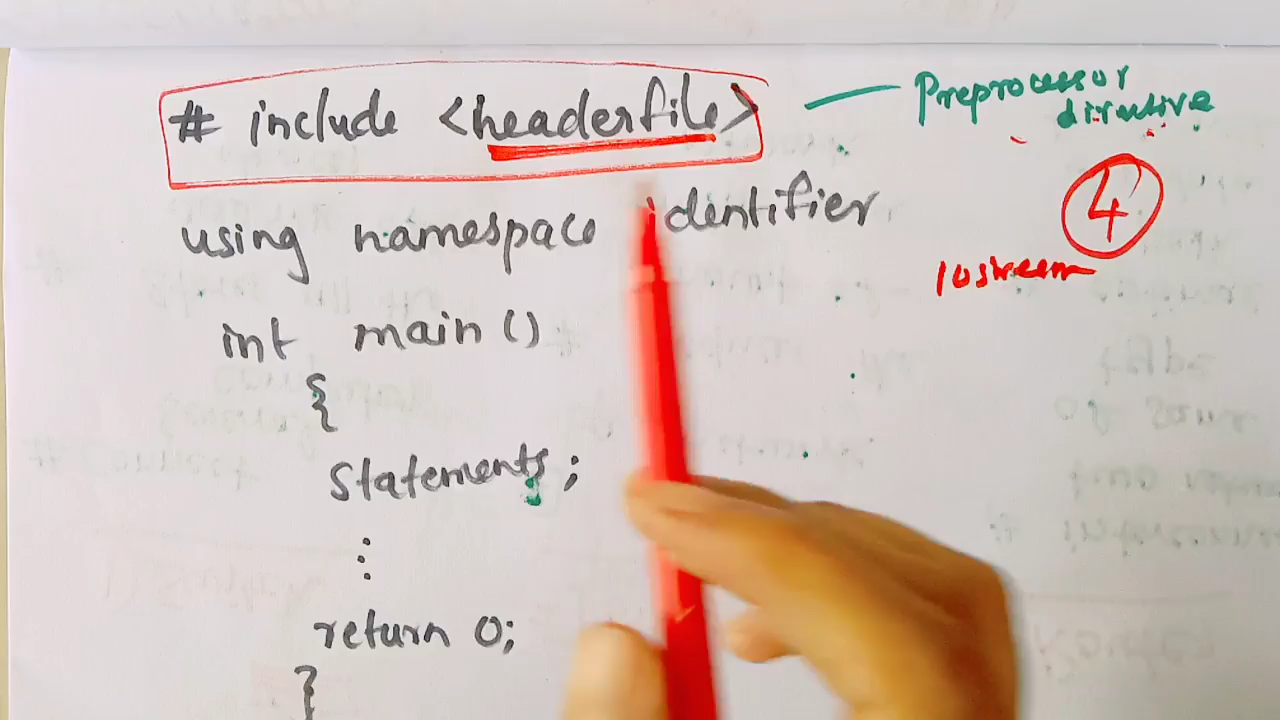 # include <headerfile>
Preprocessor
directive
using namespace identifier
4
iostream
int main ()
{
Statements;
:
return 0;
}